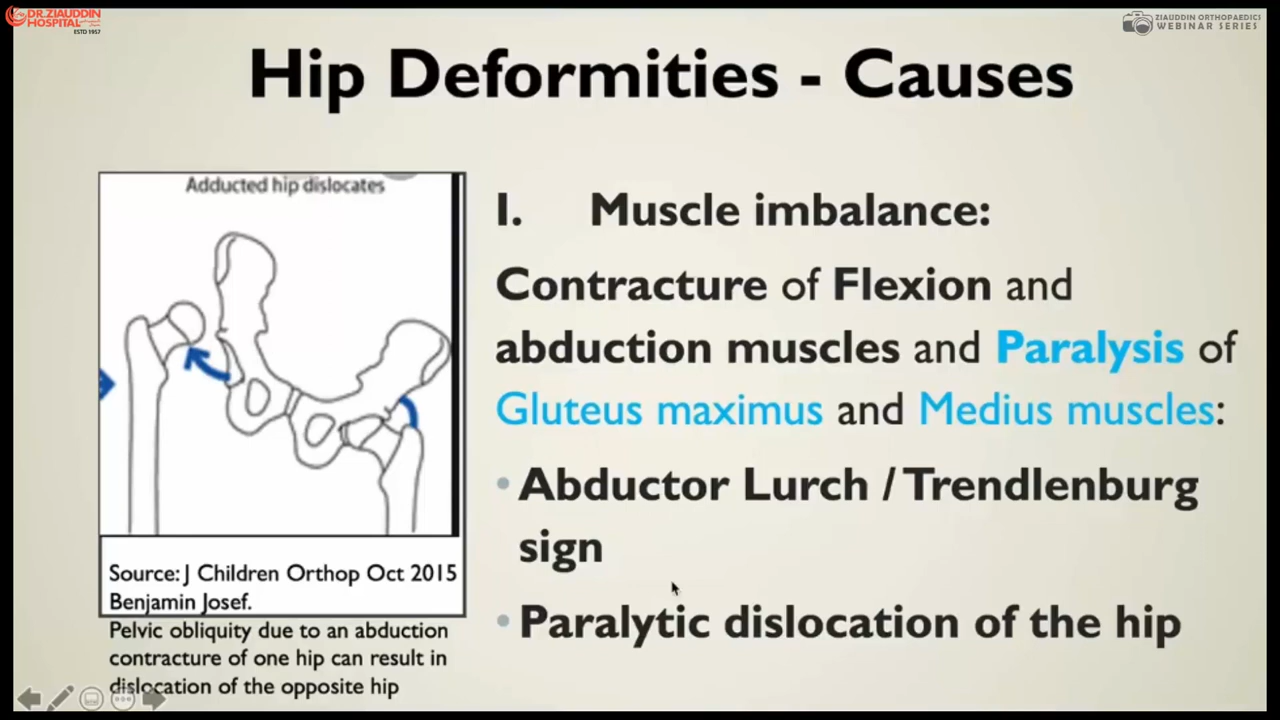 DR.ZIAUDDIN
HOSPITAL
ESTD 1957
ZIAUDDIN ORTHOPAEDICS
WEBINAR SERIES
Hip Deformities - Causes
Adducted hip dislocates
Source: J Children Orthop Oct 2015
Benjamin Josef.
Pelvic obliquity due to an abduction
contracture of one hip can result in
dislocation of the opposite hip
I. Muscle imbalance:
Contracture of Flexion and
abduction muscles and Paralysis of
Gluteus maximus and Medius muscles:
• Abductor Lurch / Trendlenburg
sign
• Paralytic dislocation of the hip